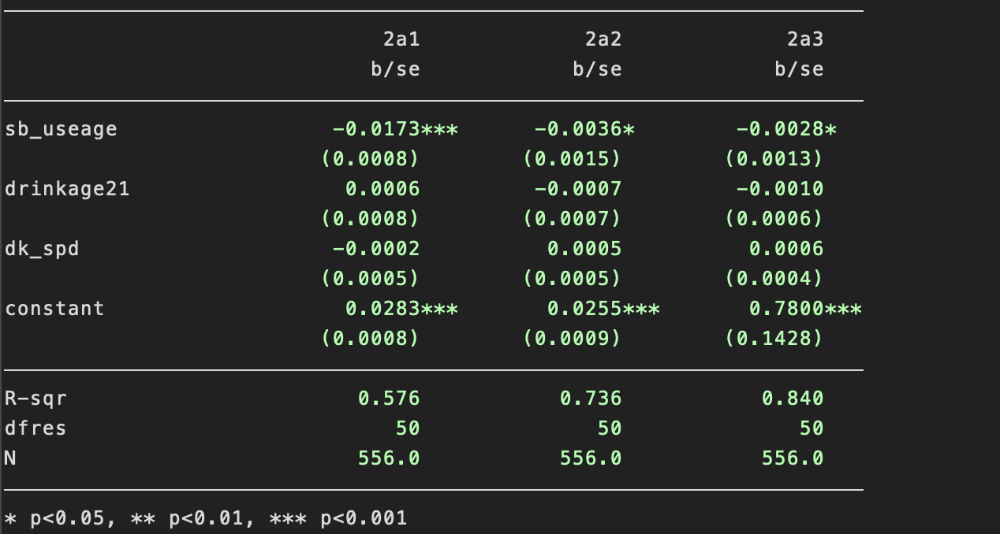 2a1 2a2 2a3
b/se b/se b/se
sb_useage -0.0173*** -0.0036* -0.0028*
(0.0008) (0.0015) (0.0013)
drinkage21 0.0006 -0.0007 -0.0010
(0.0008) (0.0007) (0.0006)
dk_spd -0.0002 0.0005 0.0006
(0.0005) (0.0005) (0.0004)
constant 0.0283*** 0.0255*** 0.7800***
(0.0008) (0.0009) (0.1428)
R-sqr 0.576 0.736 0.840
dfres 50 50 50
N 556.0 556.0 556.0
* p<0.05, ** p<0.01, *** p<0.001